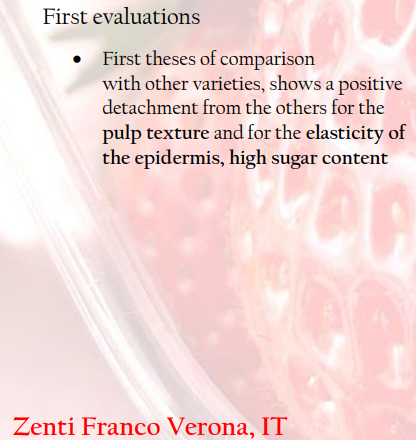 First evaluations
• First theses of comparison
with other varieties, shows a positive
detachment from the others for the
pulp texture and for the elasticity of
the epidermis, high sugar content
Zenti Franco Verona, IT